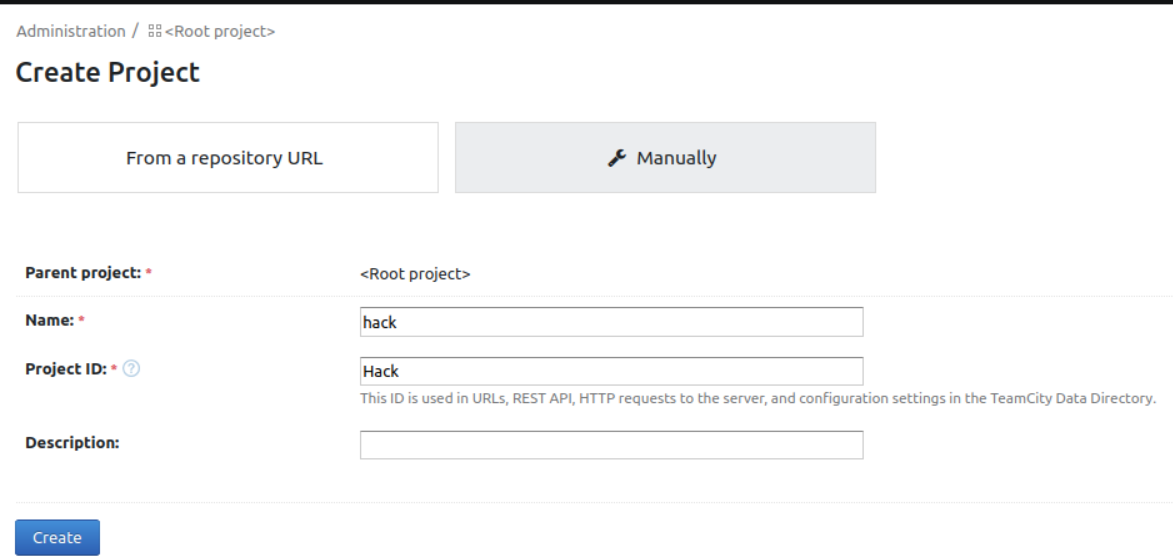 Administration / <Root project>
Create Project
From a repository URL
Manually
Parent project: * <Root project>
Name: * hack
Project ID: * ? Hack
This ID is used in URLs, REST API, HTTP requests to the server, and configuration settings in the TeamCity Data Directory.
Description:
Create